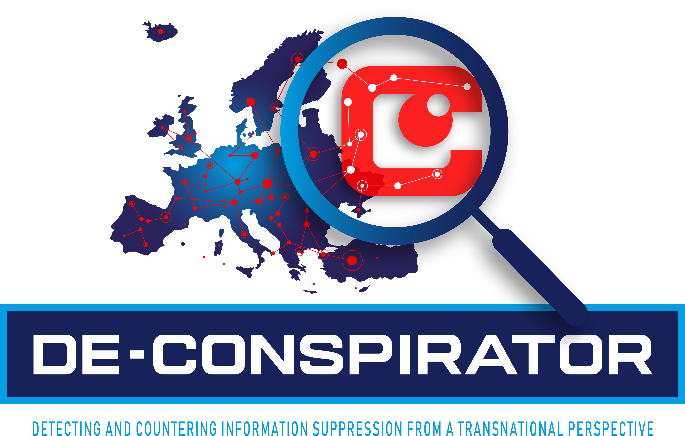 DE-CONSPIRATOR
DETECTING AND COUNTERING INFORMATION SUPPRESSION FROM A TRANSNATIONAL PERSPECTIVE